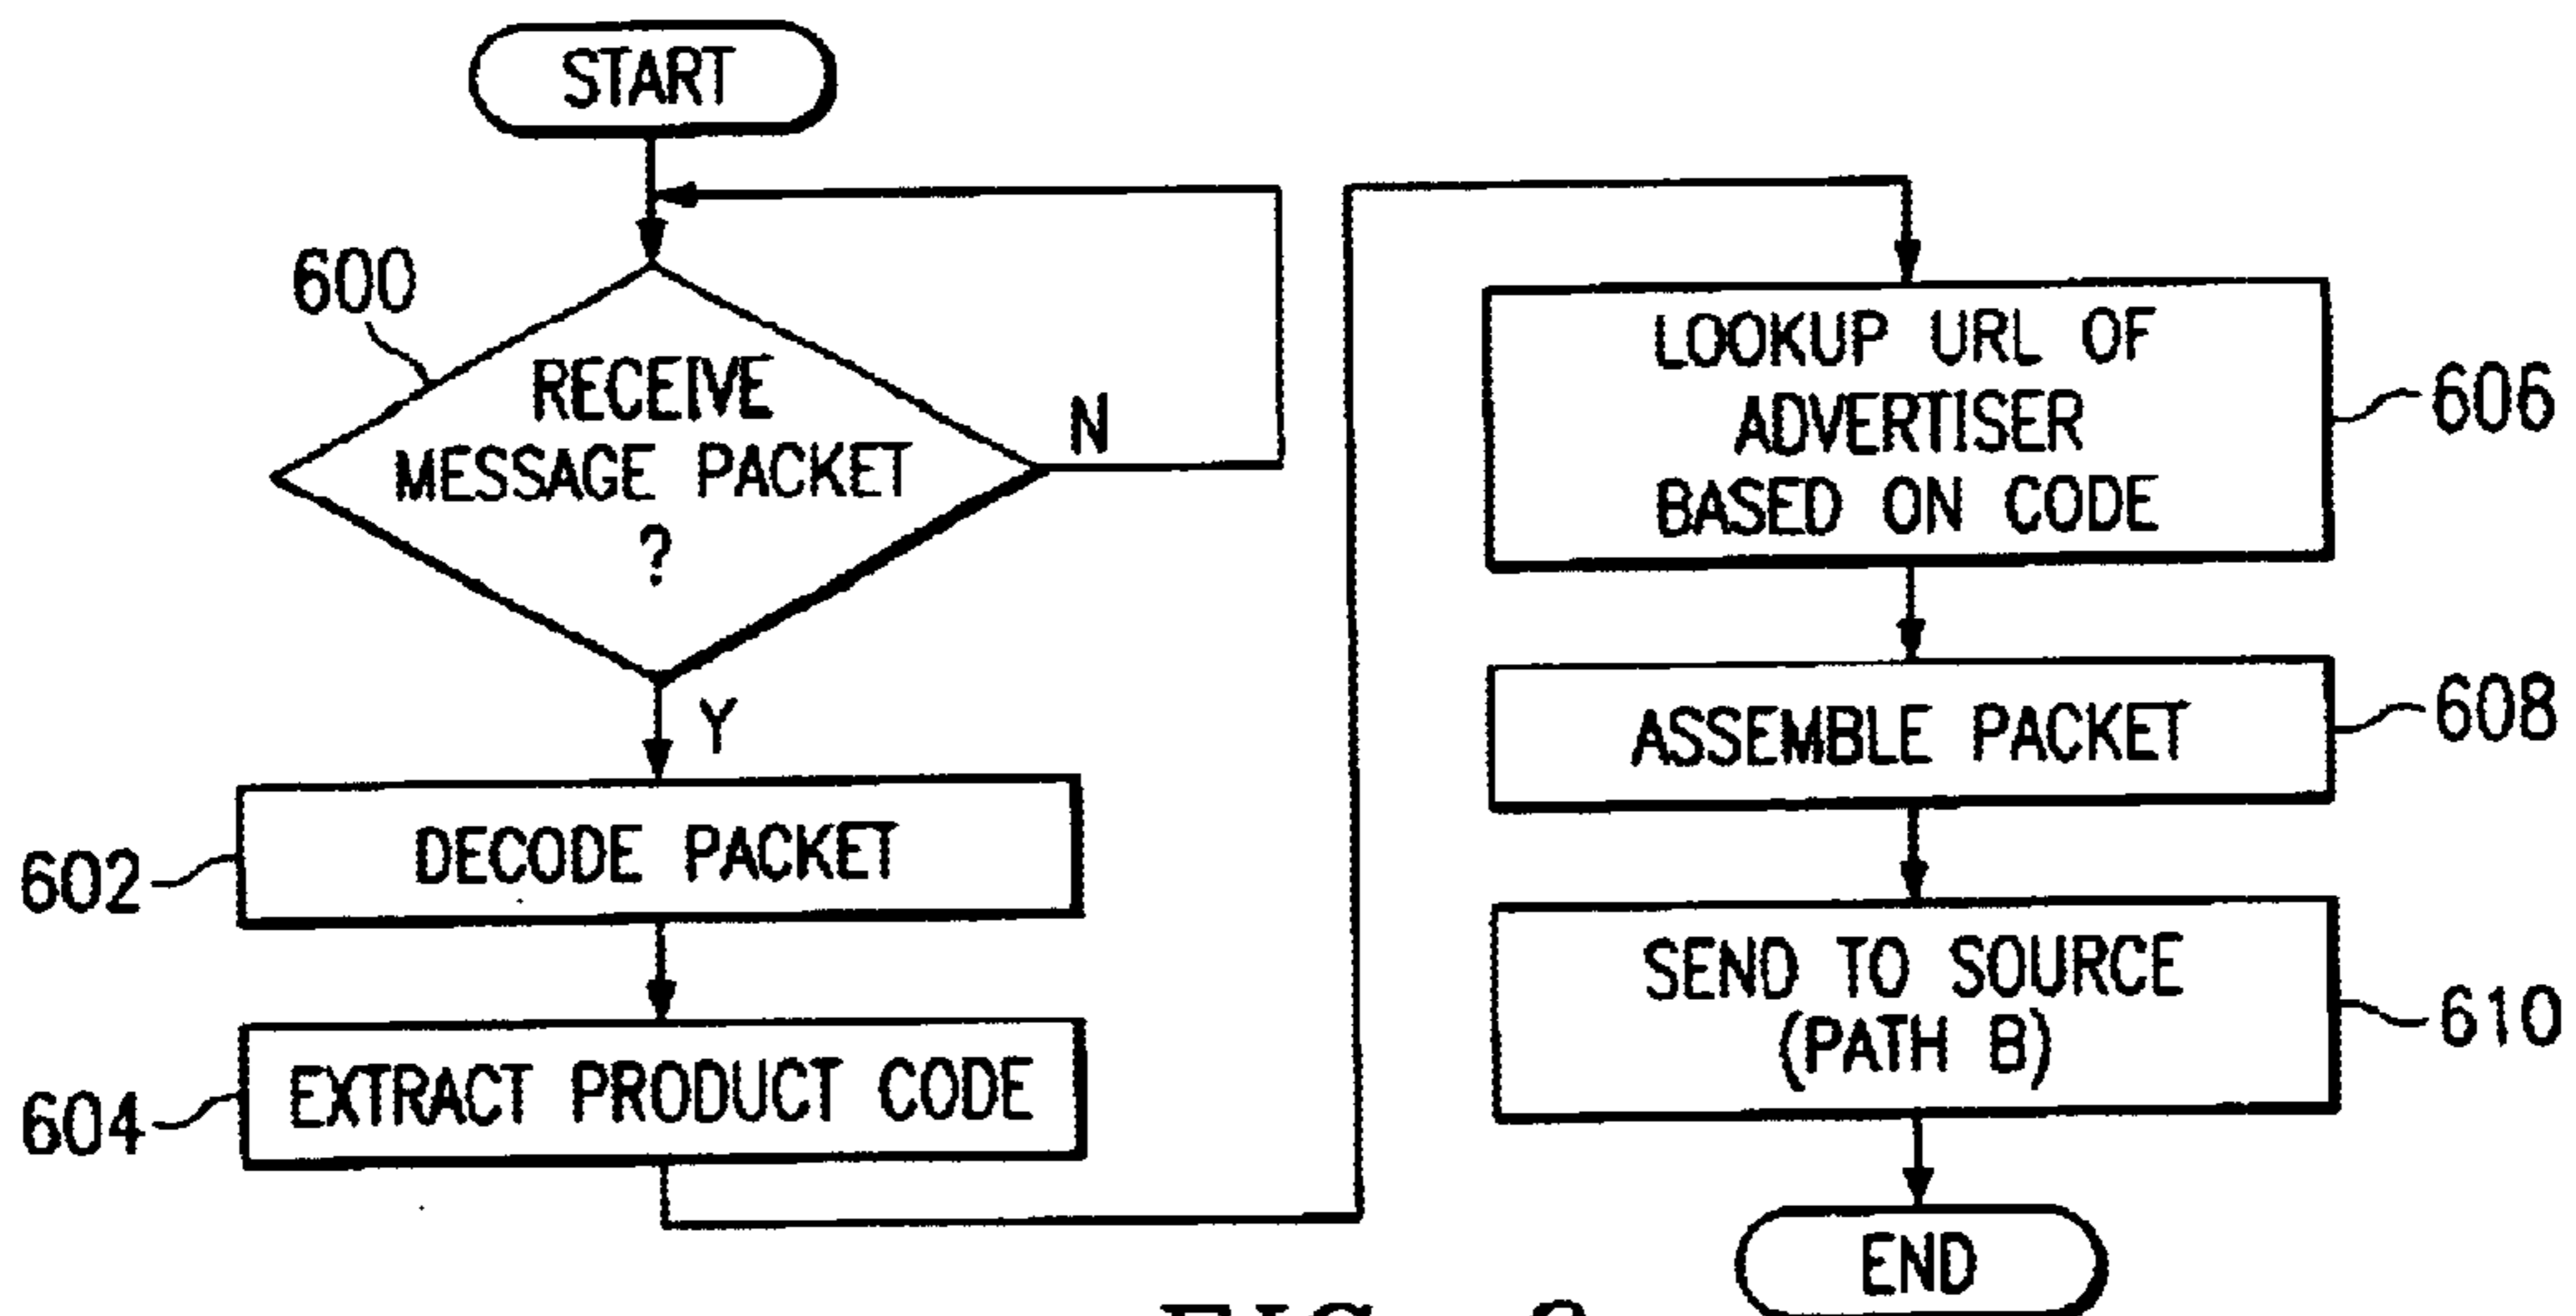 START
600
RECEIVE
MESSAGE PACKET
?
N
Y
602
DECODE PACKET
604
EXTRACT PRODUCT CODE
LOOKUP URL OF
ADVERTISER
BASED ON CODE
606
ASSEMBLE PACKET
608
SEND TO SOURCE
(PATH B)
610
END